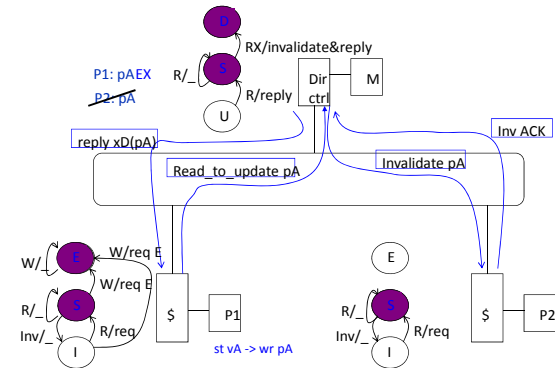 D
RX/invalidate&reply
P1: pAEX
R/_
S
Dir
ctrl
M
P2: pA
R/reply
U
Inv ACK
reply xD(pA)
Read_to_update pA
Invalidate pA
W/_
E
W/req E
W/req E
E
R/_
S
Inv/_
R/req
I
$
P1
st vA -> wr pA
S
Inv/_
R/req
I
$
P2